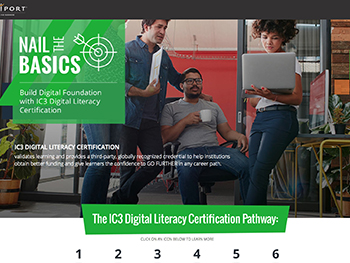 PORT
NAIL THE
BASICS
Build Digital Foundation
with IC3 Digital Literacy
Certification
IC3 DIGITAL LITERACY CERTIFICATION
validates learning and provides a third-party, globally recognized credential to help institutions
obtain better funding and give learners the confidence to GO FURTHER in any career path.
The IC3 Digital Literacy Certification Pathway:
CLICK ON AN ICON BELOW TO LEARN MORE
1 2 3 4 5 6